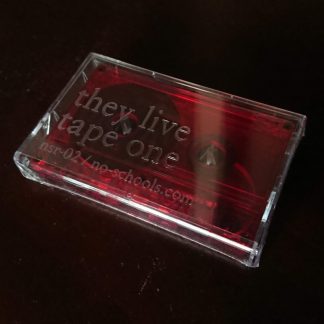 they live
tape one
nsr-02 / no-schools.com